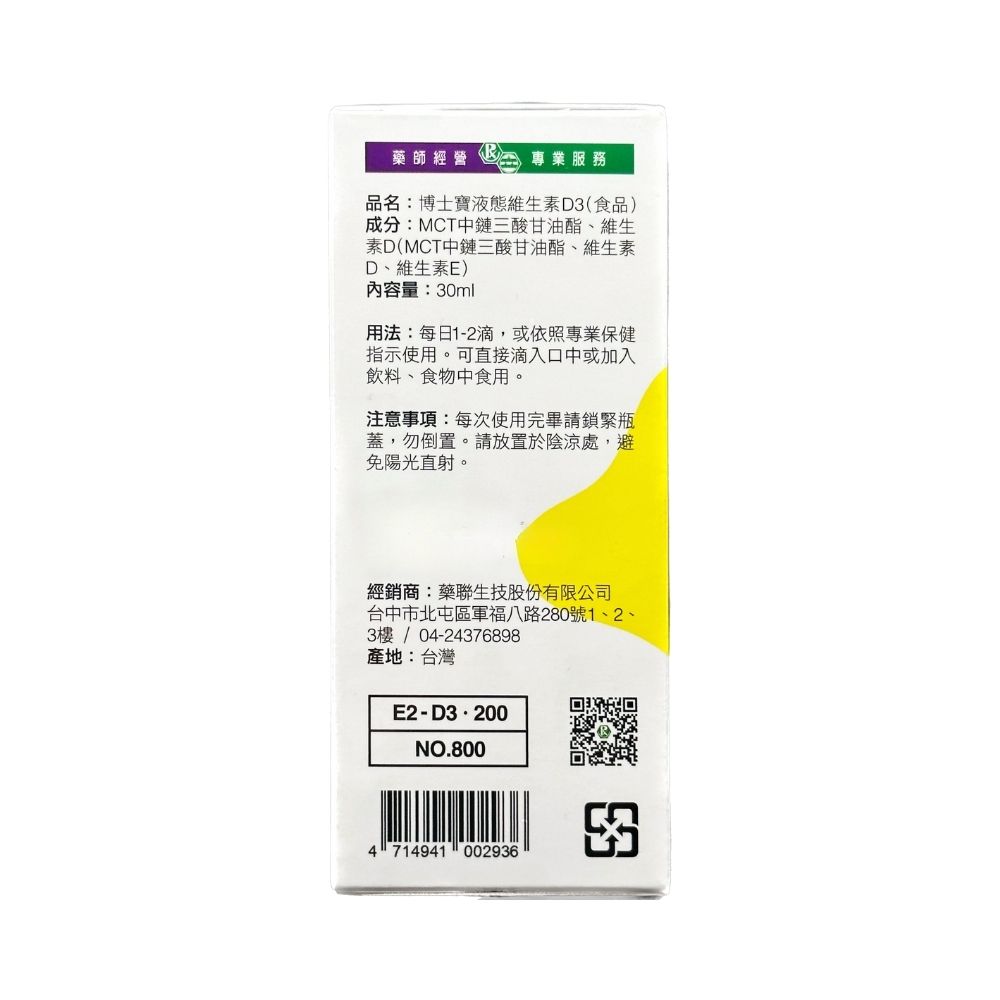 藥師經營 專業服務
品名：博士寶液態維生素D3(食品)
成分：MCT中鏈三酸甘油酯、維生
素D(MCT中鏈三酸甘油酯、維生素
D、維生素E)
內容量：30ml
用法：每日1-2滴，或依照專業保健
指示使用。可直接滴入口中或加入
飲料、食物中食用。
注意事項：每次使用完畢請鎖緊瓶
蓋，勿倒置。請放置於陰涼處，避
免陽光直射。
經銷商：藥聯生技股份有限公司
台中市北屯區軍福八路280號1、2、
3樓 / 04-24376898
產地：台灣
E2-D3·200
NO.800
4 714941 002936